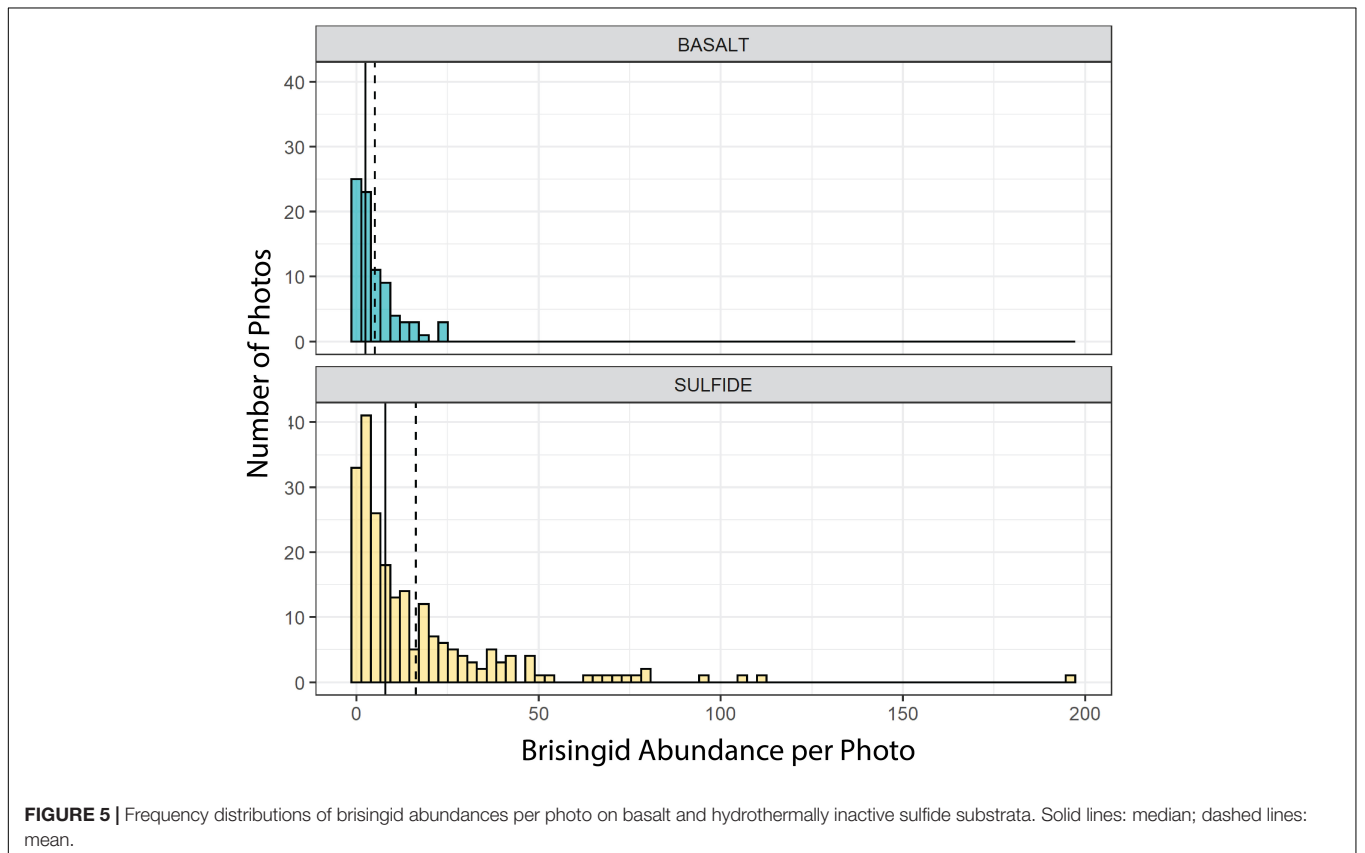 BASALT
40
30
20
10
0
Number of Photos
SULFIDE
40
30
20
10
0
0 50 100 150 200
Brisingid Abundance per Photo
FIGURE 5 | Frequency distributions of brisingid abundances per photo on basalt and hydrothermally inactive sulfide substrata. Solid lines: median; dashed lines:
mean.